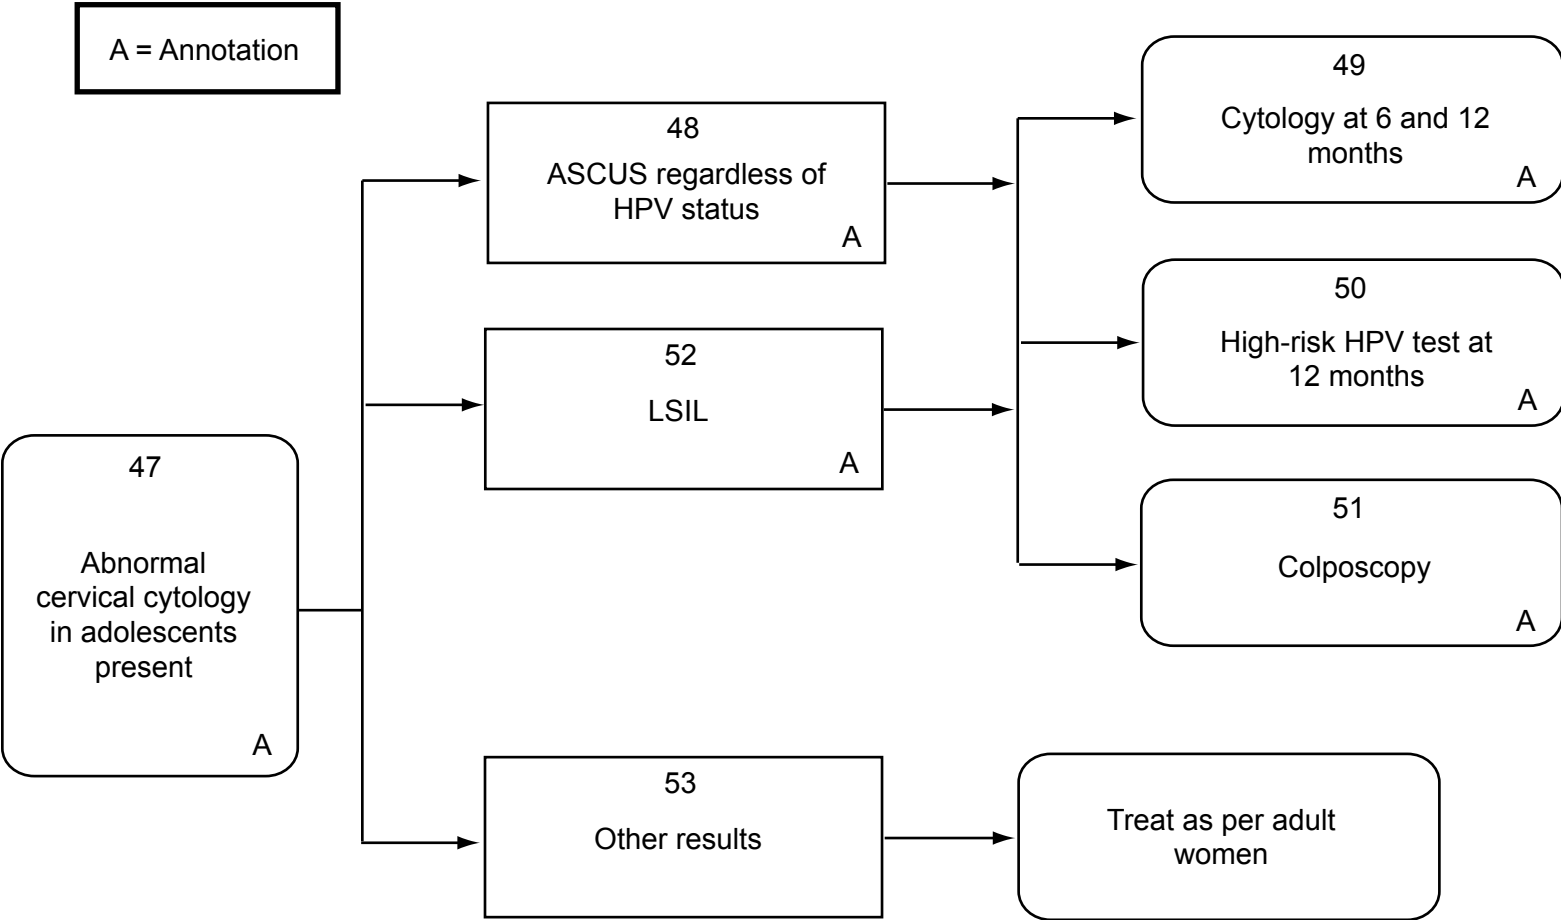 A = Annotation
47
Abnormal
cervical cytology
in adolescents
present
A
48
ASCUS regardless of
HPV status
A
52
LSIL
A
53
Other results
49
Cytology at 6 and 12
months
A
50
High-risk HPV test at
12 months
A
51
Colposcopy
A
Treat as per adult
women